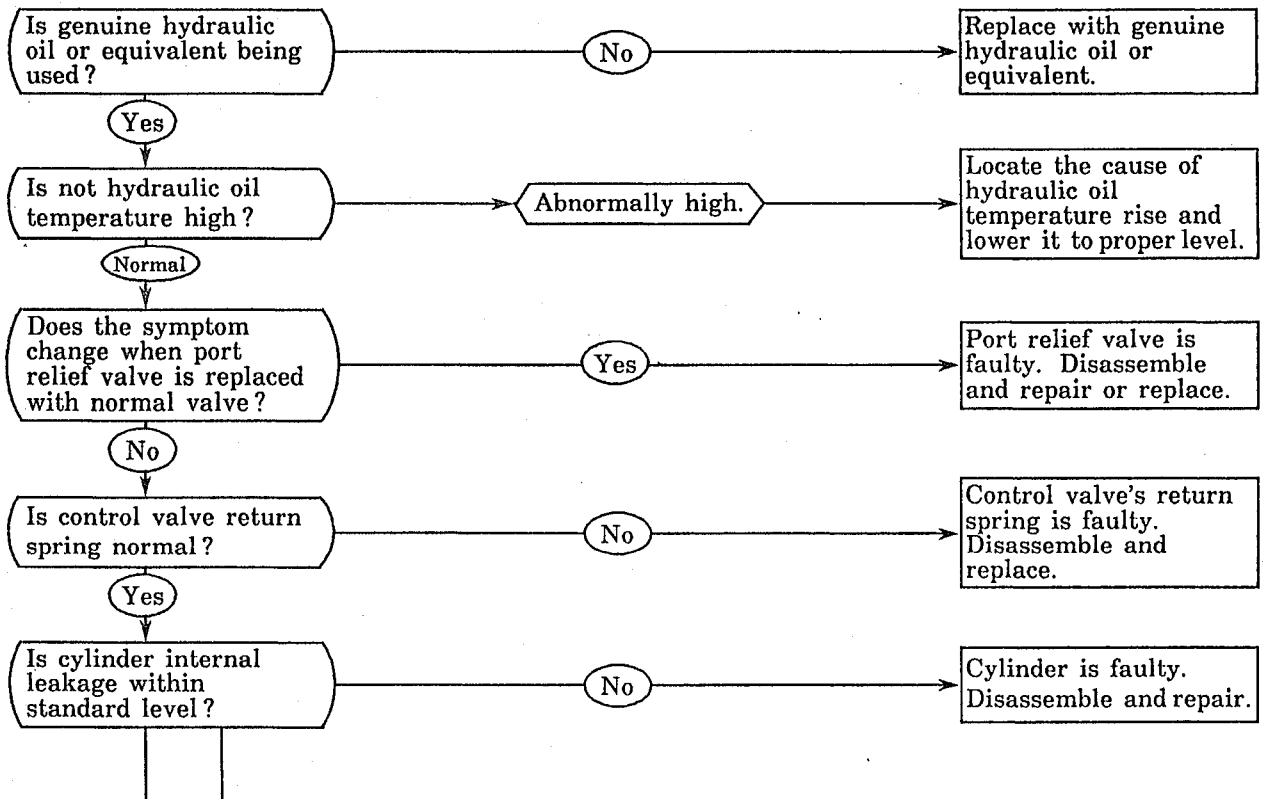 Is genuine hydraulic
oil or equivalent being
used?
No
Replace with genuine
hydraulic oil or
equivalent.
Yes
Is not hydraulic oil
temperature high?
Abnormally high.
Locate the cause of
hydraulic oil
temperature rise and
lower it to proper level.
Normal
Does the symptom
change when port
relief valve is replaced
with normal valve?
Yes
Port relief valve is
faulty. Disassemble
and repair or replace.
No
Is control valve return
spring normal?
No
Control valve's return
spring is faulty.
Disassemble and
replace.
Yes
Is cylinder internal
leakage within
standard level?
No
Cylinder is faulty.
Disassemble and repair.